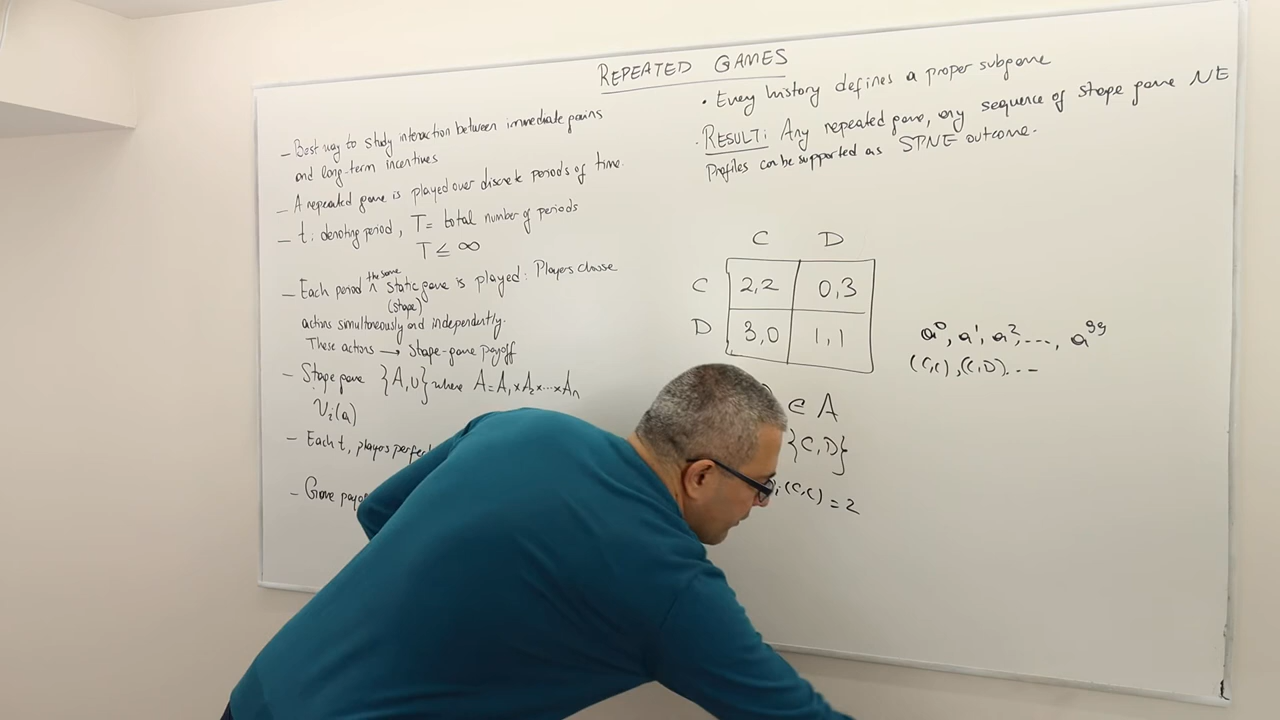 REPEATED GAMES
– Best way to study interaction between immediate gains
and long-term incentives
– A repeated game is played over discrete periods of time.
– t: denoting period, T = total number of periods
T ≤ ∞
– Each period ^ the same static game is played: Players choose
(stage)
actions simultaneously and independently.
These actions → Stage-game payoff
– Stage game {A, u} where A = A₁ × A₂ × ... × Aₙ
Uᵢ(a)
– Each t, players
– Game
• Every history defines a proper subgame
• RESULT: Any repeated game, any sequence of stage game NE
Profiles can be supported as SPNE outcome.
C D
C 2,2 0,3
D 3,0 1,1
∈ A
{C,D}
ᵢ(C,C) = 2
a⁰, a¹, a², ..., a⁹⁹
(C,C), (C,D) ...